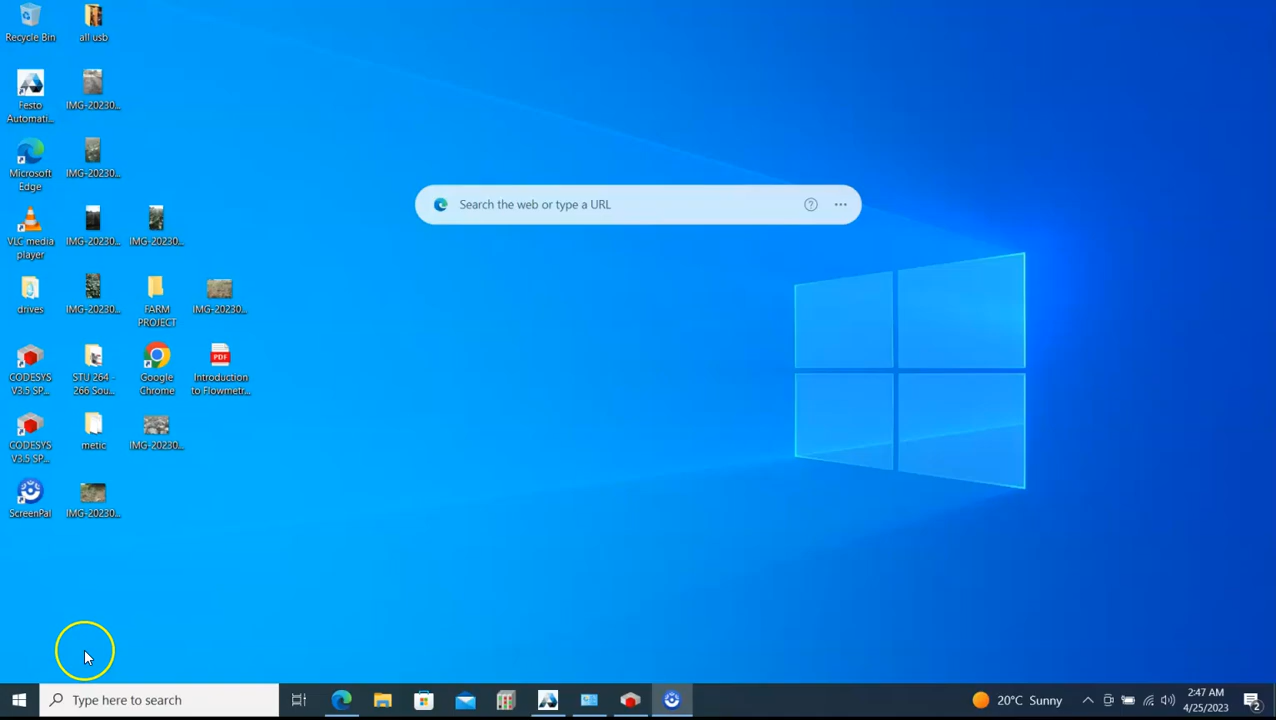 Recycle Bin
all usb
Festo
Automati...
IMG-20230...
Microsoft
Edge
IMG-20230...
VLC media
player
IMG-20230...
IMG-20230...
drives
IMG-20230...
FARM
PROJECT
IMG-20230...
CODESYS
V3.5 SP...
STU 264 -
266 Sou...
Google
Chrome
PDF
Introduction
to Flowmetr...
CODESYS
V3.5 SP...
metic
IMG-20230...
ScreenPal
IMG-20230...
Search the web or type a URL
Type here to search
20°C Sunny
2:47 AM
4/25/2023
2